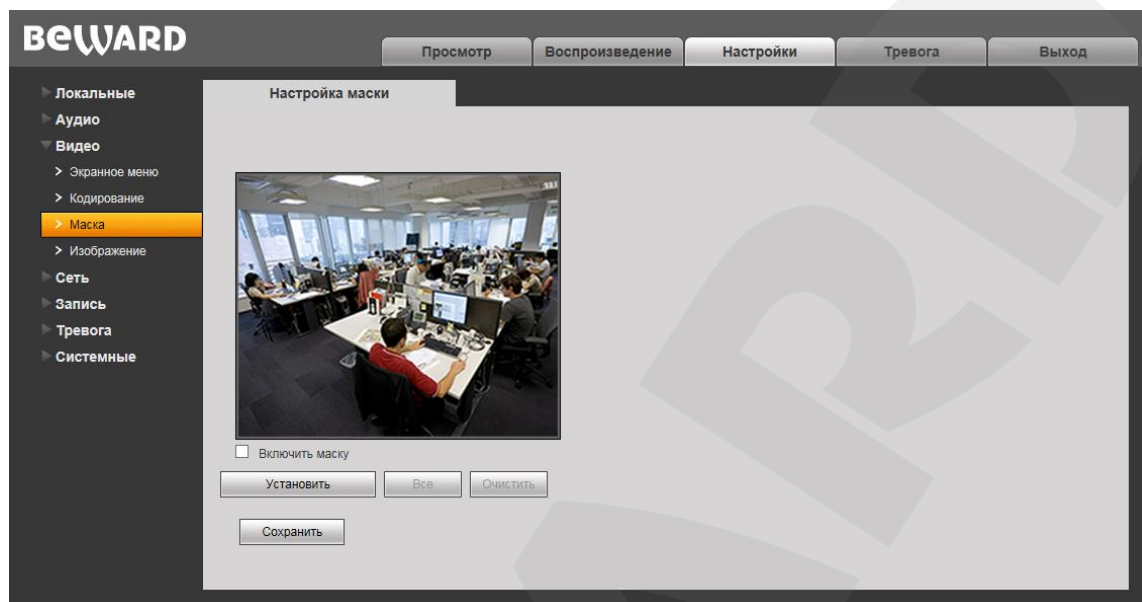 BEWARD
Просмотр Воспроизведение Настройки Тревога Выход
Локальные
Аудио
Видео
> Экранное меню
> Кодирование
> Маска
> Изображение
Сеть
Запись
Тревога
Системные
Настройка маски
Включить маску
Установить Все Очистить
Сохранить